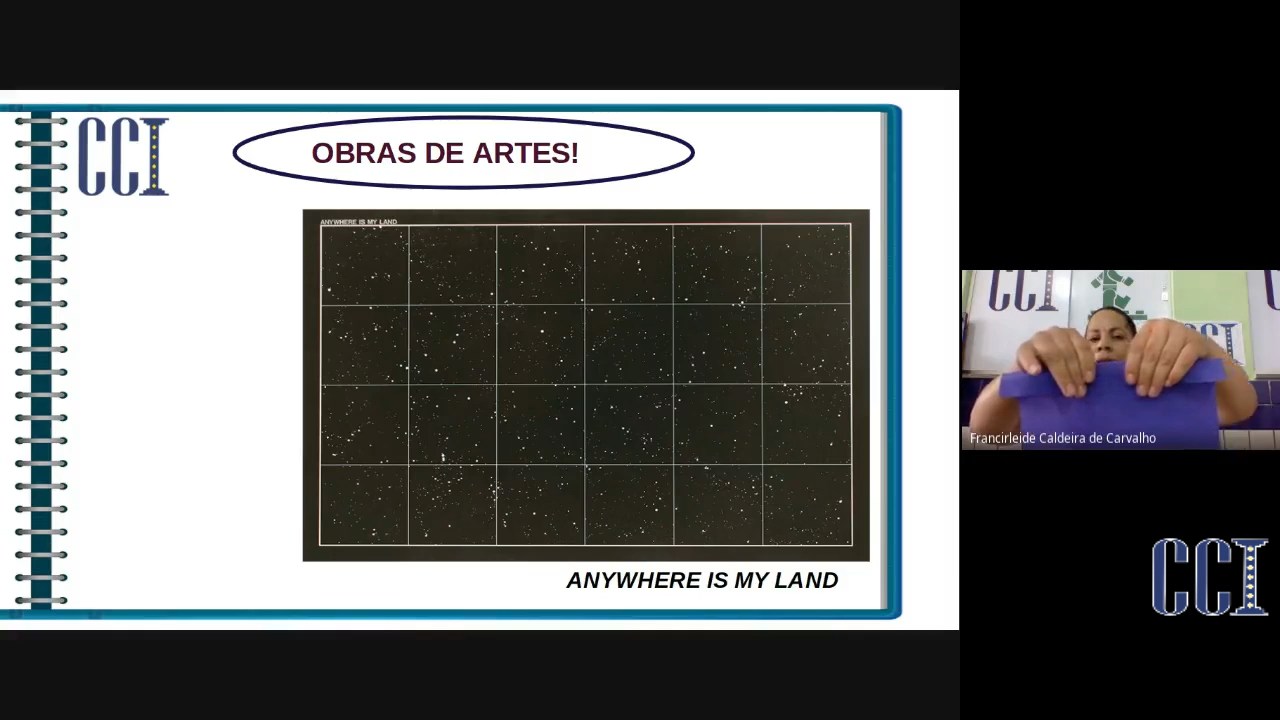 CCI
OBRAS DE ARTES!
ANYWHERE IS MY LAND
ANYWHERE IS MY LAND
CCI
CCI
Francirleide Caldeira de Carvalho
CCI